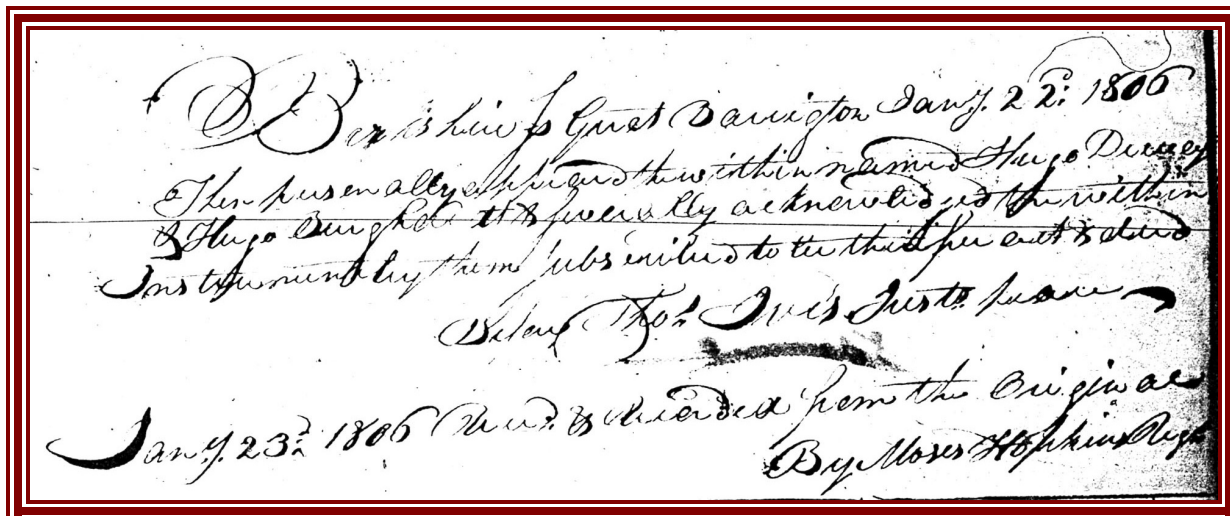 Berkshire ss Great Barrington Jany. 22d: 1806
Then personally appeared the within named Hugo Dewey
& Hugo Burghardt & severally acknowledged the within
Instrument by them subscribed to be their free act & deed
Before Thos. Ives Justo. peace
Jany. 23d: 1806 Recd. & recorded from the Original
By Moses Hopkins Regr